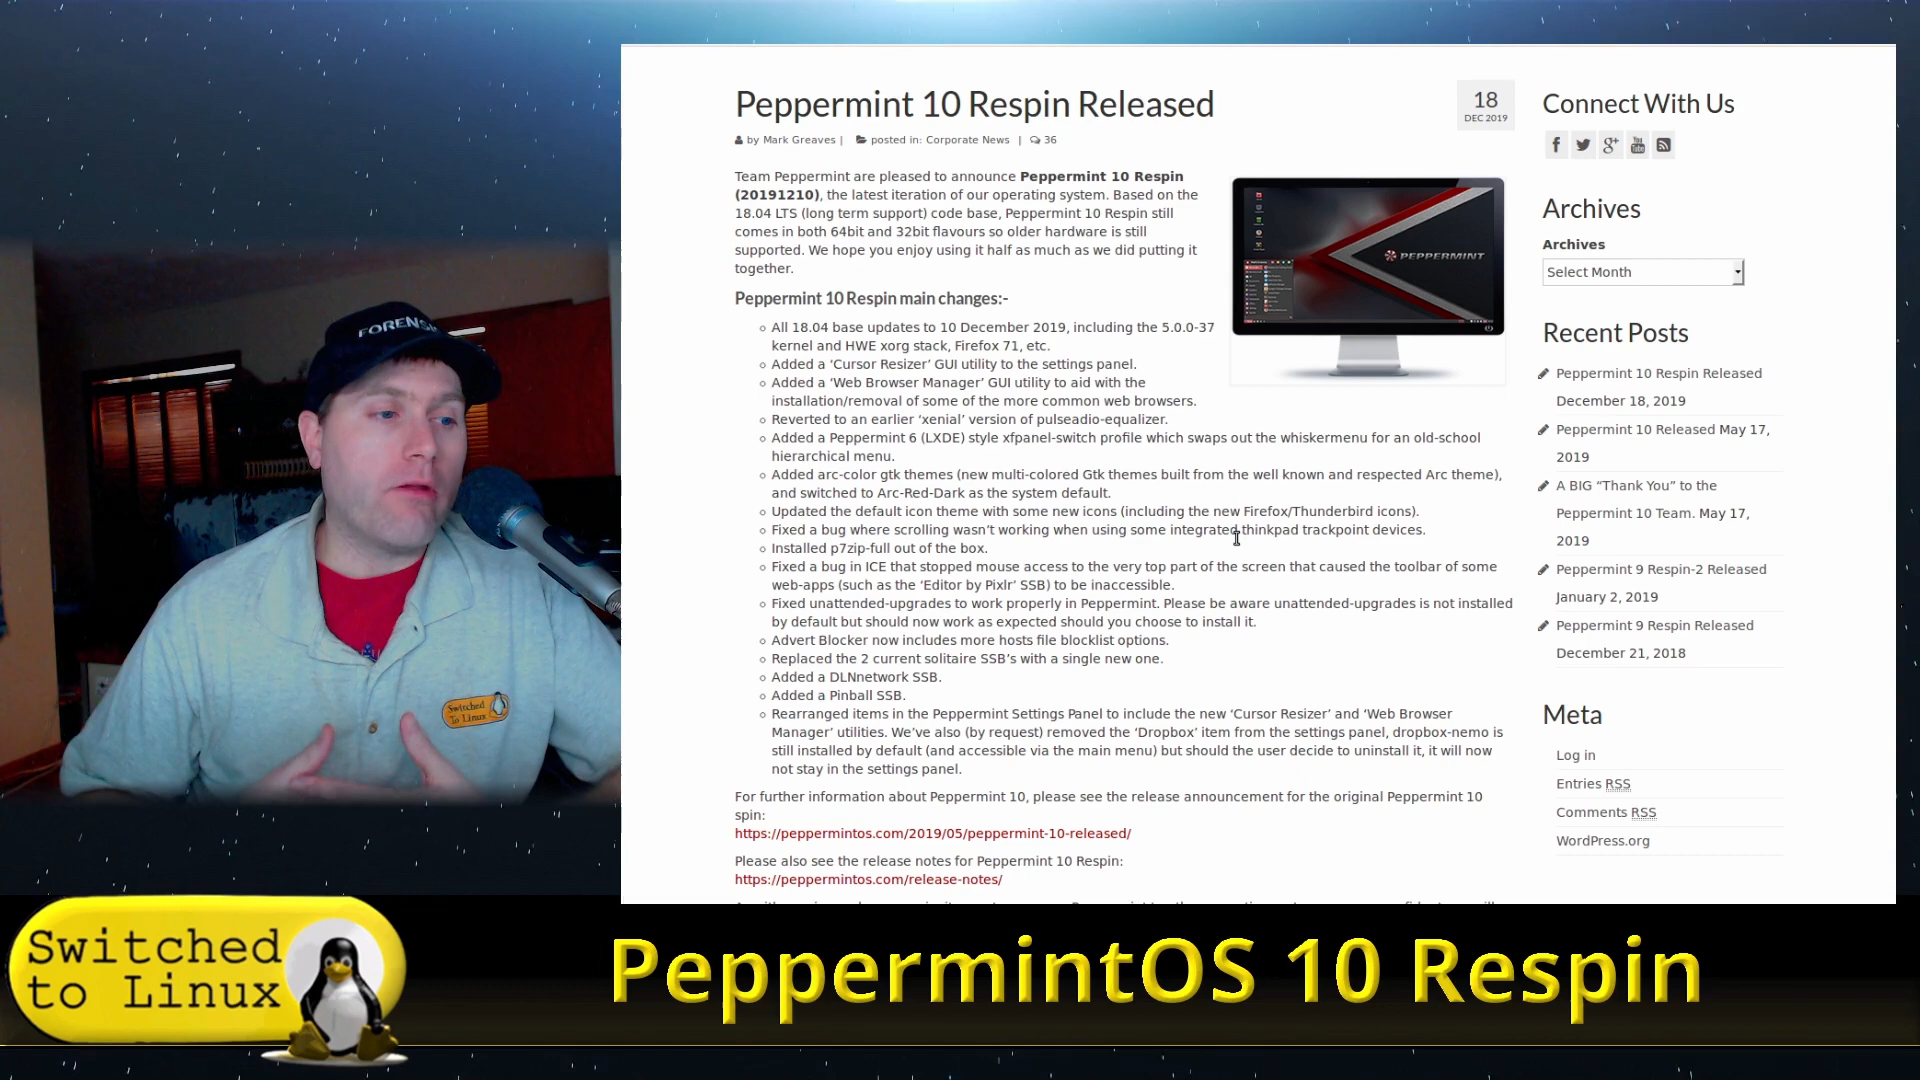 Peppermint 10 Respin Released
by Mark Greaves | posted in: Corporate News | 36
18
DEC 2019
Team Peppermint are pleased to announce Peppermint 10 Respin
(20191210), the latest iteration of our operating system. Based on the
18.04 LTS (long term support) code base, Peppermint 10 Respin still
comes in both 64bit and 32bit flavours so older hardware is still
supported. We hope you enjoy using it half as much as we did putting it
together.
PEPPERMINT
Peppermint 10 Respin main changes:-
All 18.04 base updates to 10 December 2019, including the 5.0.0-37
kernel and HWE xorg stack, Firefox 71, etc.
Added a ‘Cursor Resizer’ GUI utility to the settings panel.
Added a ‘Web Browser Manager’ GUI utility to aid with the
installation/removal of some of the more common web browsers.
Reverted to an earlier ‘xenial’ version of pulseadio-equalizer.
Added a Peppermint 6 (LXDE) style xfpanel-switch profile which swaps out the whiskermenu for an old-school
hierarchical menu.
Added arc-color gtk themes (new multi-colored Gtk themes built from the well known and respected Arc theme),
and switched to Arc-Red-Dark as the system default.
Updated the default icon theme with some new icons (including the new Firefox/Thunderbird icons).
Fixed a bug where scrolling wasn’t working when using some integrated thinkpad trackpoint devices.
Installed p7zip-full out of the box.
Fixed a bug in ICE that stopped mouse access to the very top part of the screen that caused the toolbar of some
web-apps (such as the ‘Editor by Pixlr’ SSB) to be inaccessible.
Fixed unattended-upgrades to work properly in Peppermint. Please be aware unattended-upgrades is not installed
by default but should now work as expected should you choose to install it.
Advert Blocker now includes more hosts file blocklist options.
Replaced the 2 current solitaire SSB’s with a single new one.
Added a DLNnetwork SSB.
Added a Pinball SSB.
Rearranged items in the Peppermint Settings Panel to include the new ‘Cursor Resizer’ and ‘Web Browser
Manager’ utilities. We’ve also (by request) removed the ‘Dropbox’ item from the settings panel, dropbox-nemo is
still installed by default (and accessible via the main menu) but should the user decide to uninstall it, it will now
not stay in the settings panel.
For further information about Peppermint 10, please see the release announcement for the original Peppermint 10
spin:
https://peppermintos.com/2019/05/peppermint-10-released/
Please also see the release notes for Peppermint 10 Respin:
https://peppermintos.com/release-notes/
Connect With Us
You Tube
Archives
Archives
Select Month
Recent Posts
Peppermint 10 Respin Released
December 18, 2019
Peppermint 10 Released May 17,
2019
A BIG “Thank You” to the
Peppermint 10 Team. May 17,
2019
Peppermint 9 Respin-2 Released
January 2, 2019
Peppermint 9 Respin Released
December 21, 2018
Meta
Log in
Entries RSS
Comments RSS
WordPress.org
Switched
To Linux
Switched
to Linux
PeppermintOS 10 Respin